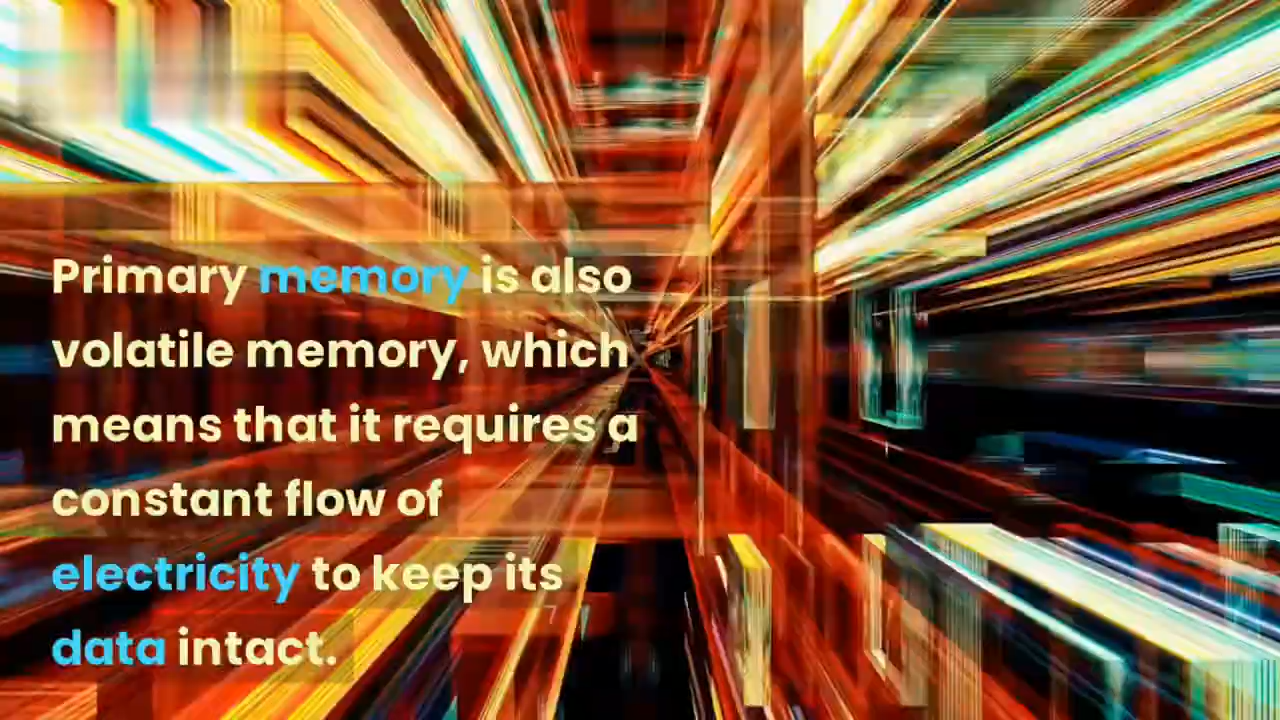 Primary memory is also
volatile memory, which
means that it requires a
constant flow of
electricity to keep its
data intact.